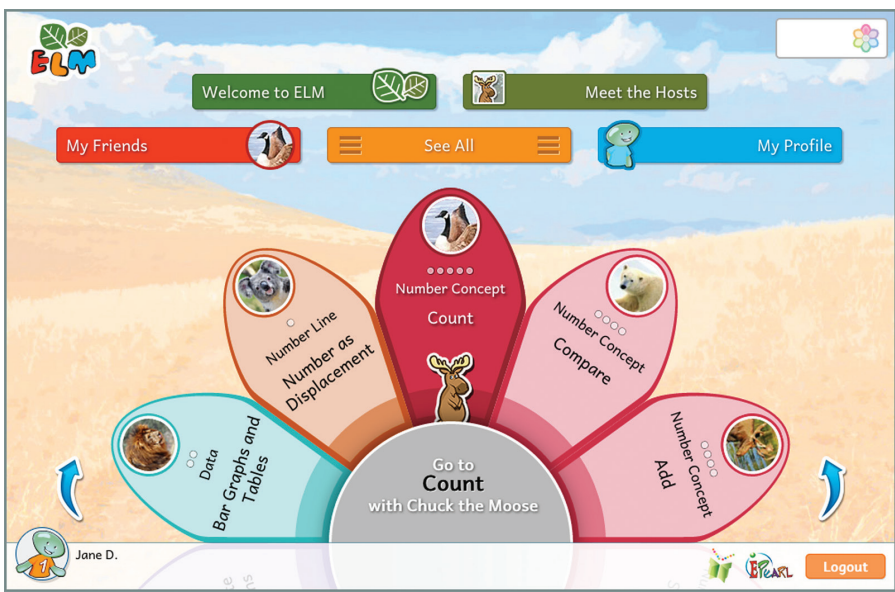 ELM
Welcome to ELM
Meet the Hosts
My Friends
See All
My Profile
Number Concept
Count
Number Line
Number as
Displacement
Number Concept
Compare
Data
Bar Graphs and
Tables
Number Concept
Add
Go to
Count
with Chuck the Moose
1
Jane D.
EPEARL
Logout